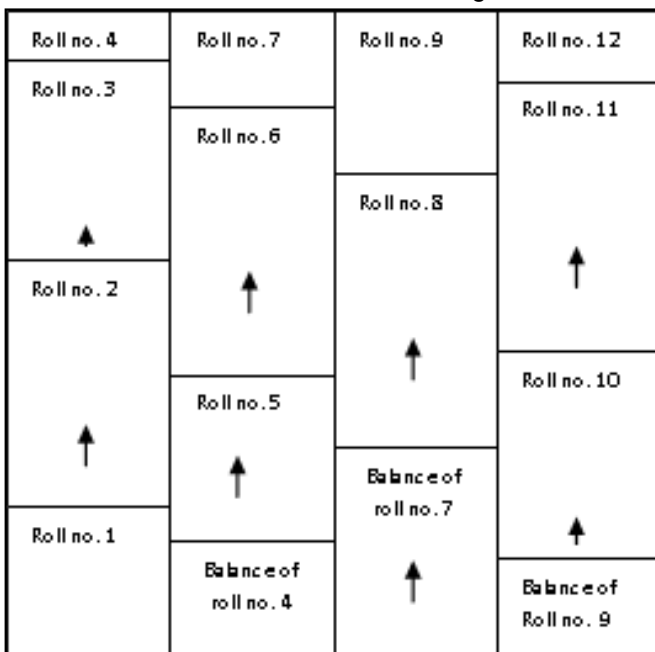 Roll no. 4
Roll no. 3
Roll no. 2
Roll no. 1
Roll no. 7
Roll no. 6
Roll no. 5
Balance of
roll no. 4
Roll no. 9
Roll no. 8
Balance of
roll no. 7
Roll no. 12
Roll no. 11
Roll no. 10
Balance of
Roll no. 9